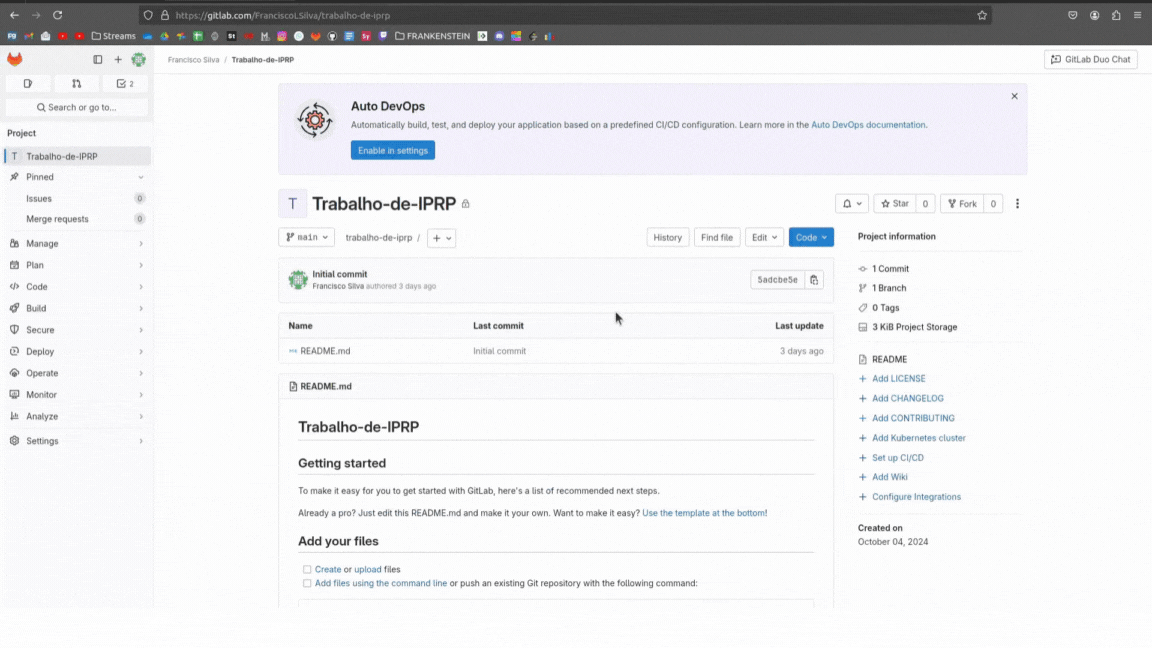 https://gitlab.com/FranciscoLSilva/trabalho-de-iprp
Streams
FRANKENSTEIN
Francisco Silva / Trabalho-de-IPRP
GitLab Duo Chat
2
Search or go to...
Project
T Trabalho-de-IPRP
Pinned
Issues 0
Merge requests 0
Manage
Plan
Code
Build
Secure
Deploy
Operate
Monitor
Analyze
Settings
Auto DevOps
Automatically build, test, and deploy your application based on a predefined CI/CD configuration. Learn more in the Auto DevOps documentation.
Enable in settings
T Trabalho-de-IPRP
Star 0
Fork 0
main
trabalho-de-iprp / +
History
Find file
Edit
Code
Initial commit
Francisco Silva authored 3 days ago
5adcbe5e
Name Last commit Last update
README.md Initial commit 3 days ago
README.md
Trabalho-de-IPRP
Getting started
To make it easy for you to get started with GitLab, here's a list of recommended next steps.
Already a pro? Just edit this README.md and make it your own. Want to make it easy? Use the template at the bottom!
Add your files
Create or upload files
Add files using the command line or push an existing Git repository with the following command:
Project information
1 Commit
1 Branch
0 Tags
3 KiB Project Storage
README
+ Add LICENSE
+ Add CHANGELOG
+ Add CONTRIBUTING
+ Add Kubernetes cluster
+ Set up CI/CD
+ Add Wiki
+ Configure Integrations
Created on
October 04, 2024